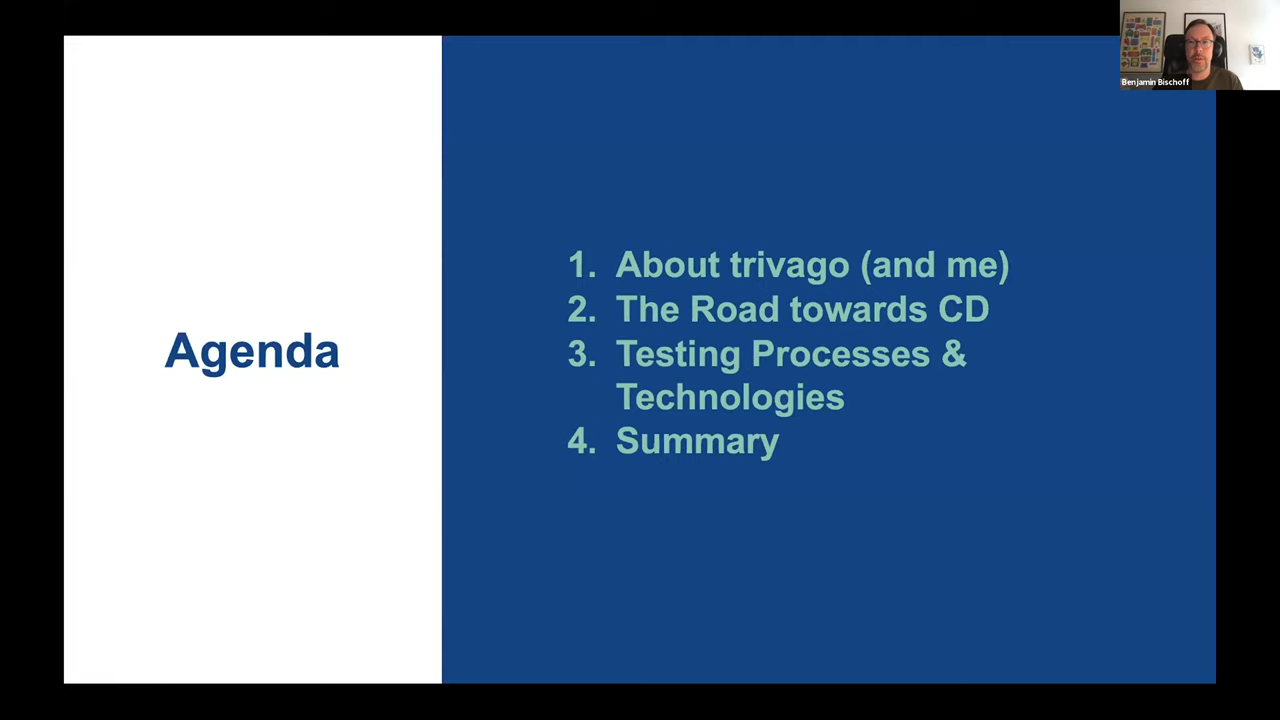 Benjamin Bischoff
Agenda
1. About trivago (and me)
2. The Road towards CD
3. Testing Processes &
Technologies
4. Summary